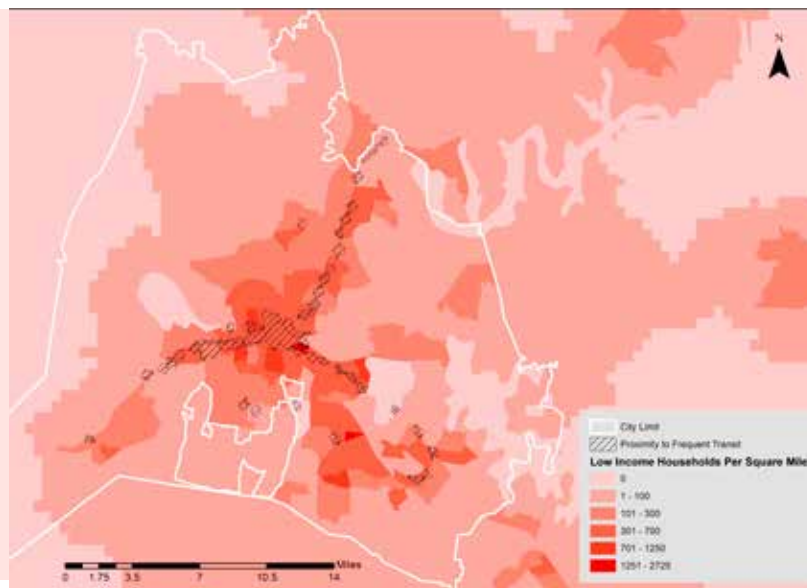 N
City Limit
Proximity to Frequent Transit
Low Income Households Per Square Mile
0
1 - 100
101 - 300
301 - 700
701 - 1250
1251 - 2725
Miles
0 1.75 3.5 7 10.5 14